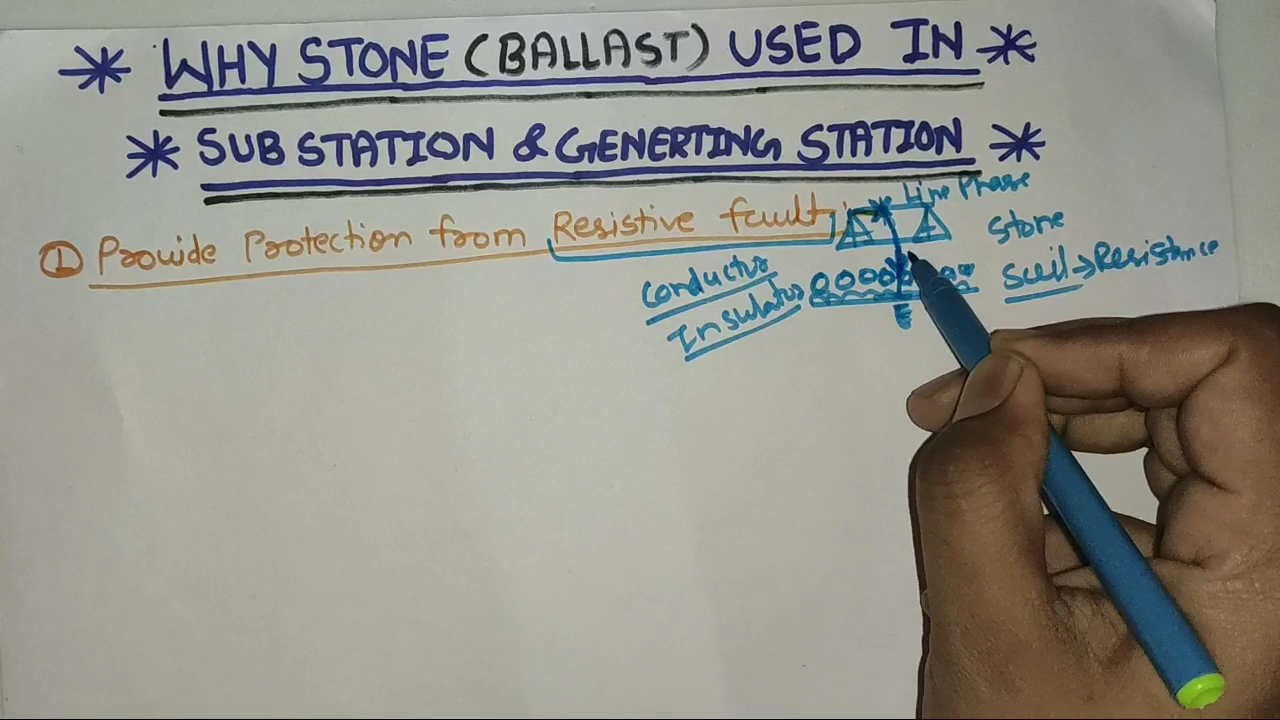 * WHY STONE (BALLAST) USED IN *
* SUB STATION & GENERTING STATION *
① Provide Protection from Resistive fault
Line Phase
Stone
Soil → Resistance
Conductor
Insulator
E